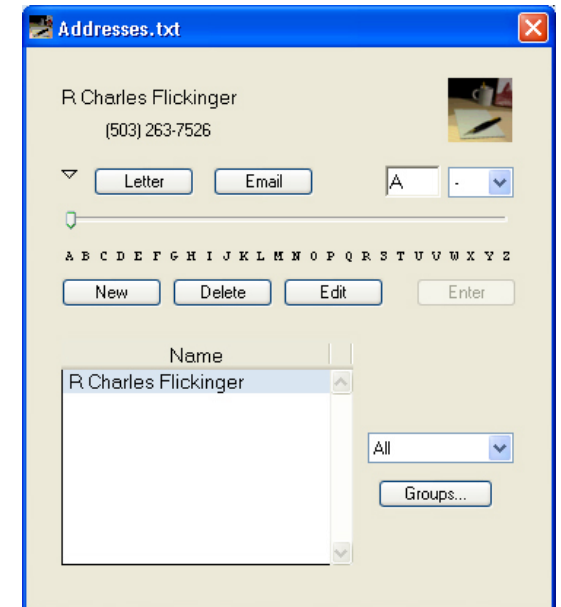 Addresses.txt
R Charles Flickinger
(503) 263-7526
Letter Email A -
A B C D E F G H I J K L M N O P Q R S T U V W X Y Z
New Delete Edit Enter
Name
R Charles Flickinger
All
Groups...